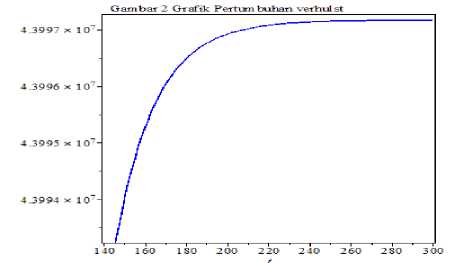 Gambar 2 Grafik Pertumbuhan verhulst
4.3997 × 10⁷
4.3996 × 10⁷
4.3995 × 10⁷
4.3994 × 10⁷
140 160 180 200 220 240 260 280 300